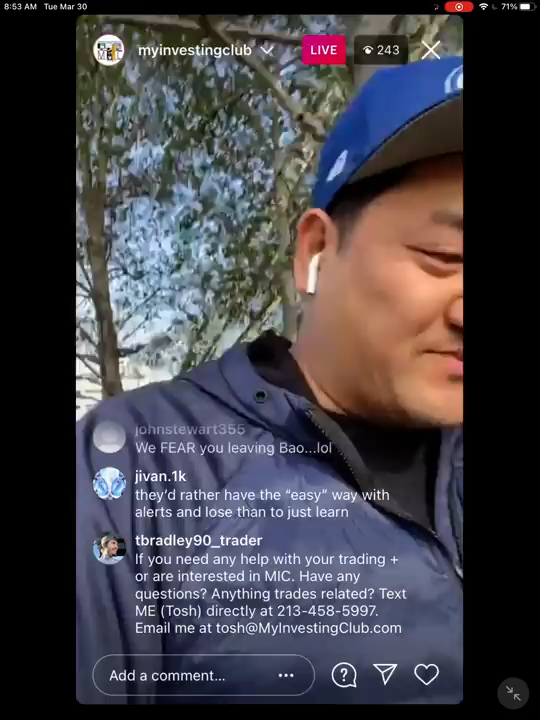 8:53 AM Tue Mar 30
71%
myinvestingclub
LIVE
243
johnstewart355
We FEAR you leaving Bao...lol
jivan.1k
they'd rather have the “easy” way with
alerts and lose than to just learn
tbradley90_trader
If you need any help with your trading +
or are interested in MIC. Have any
questions? Anything trades related? Text
ME (Tosh) directly at 213-458-5997.
Email me at tosh@MyInvestingClub.com
Add a comment...